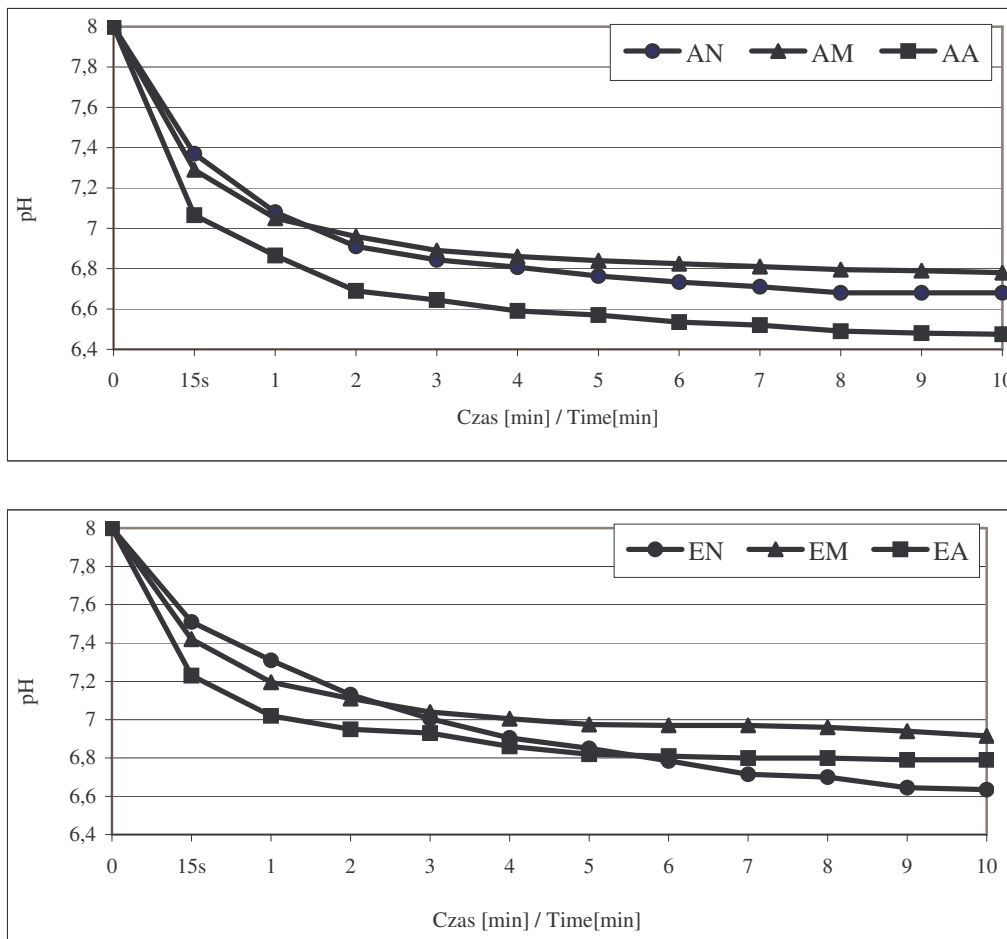 AN AM AA
8
7,8
7,6
7,4
7,2
7
6,8
6,6
6,4
pH
0 15s 1 2 3 4 5 6 7 8 9 10
Czas [min] / Time[min]
EN EM EA
8
7,8
7,6
7,4
7,2
7
6,8
6,6
6,4
pH
0 15s 1 2 3 4 5 6 7 8 9 10
Czas [min] / Time[min]